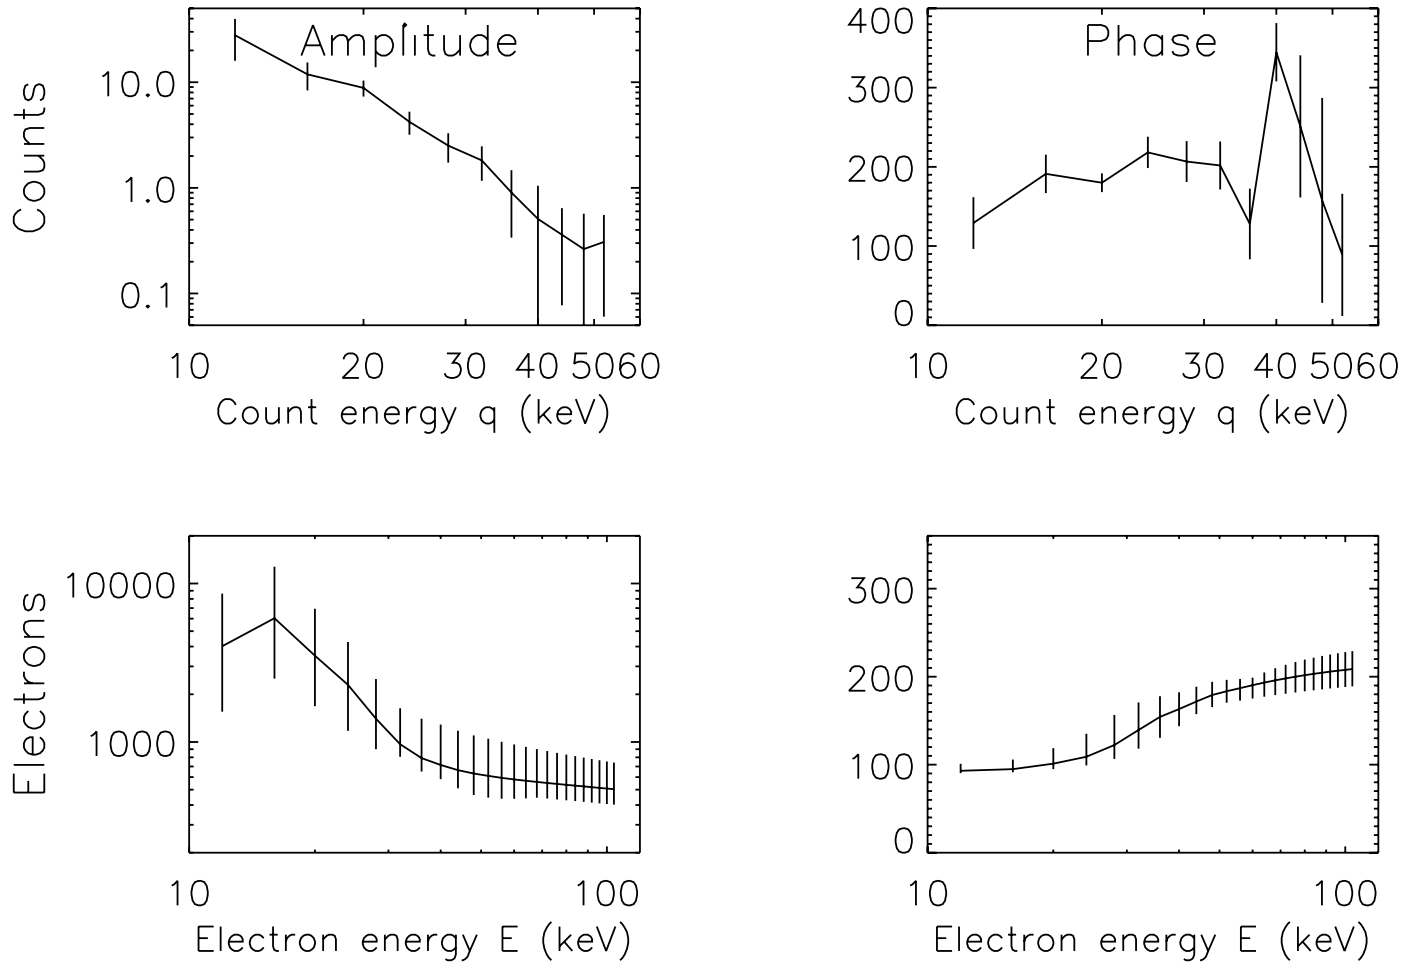 Amplitude
Counts
10.0
1.0
0.1
10 20 30 40 5060
Count energy q (keV)
Phase
400
300
200
100
0
10 20 30 40 5060
Count energy q (keV)
Electrons
10000
1000
10 100
Electron energy E (keV)
300
200
100
0
10 100
Electron energy E (keV)